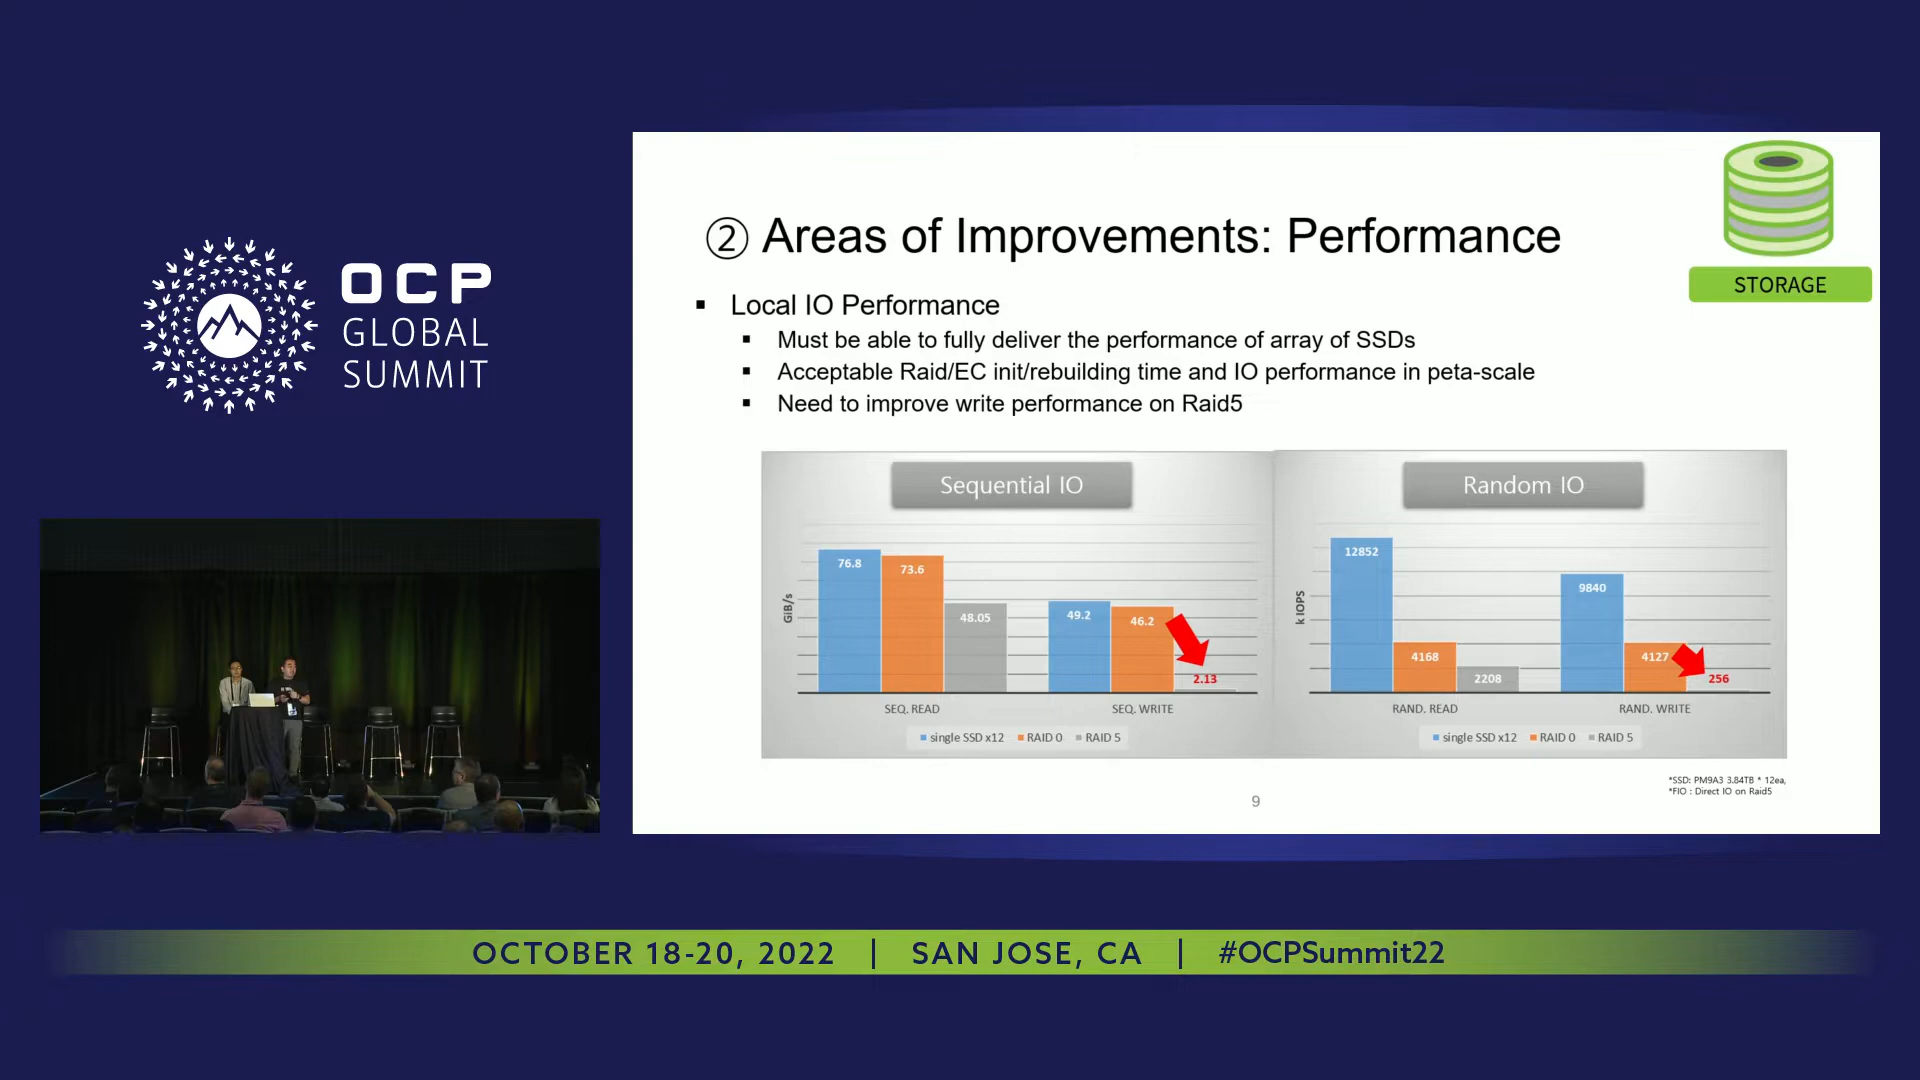 OCP
GLOBAL
SUMMIT
② Areas of Improvements: Performance
STORAGE
▪ Local IO Performance
▪ Must be able to fully deliver the performance of array of SSDs
▪ Acceptable Raid/EC init/rebuilding time and IO performance in peta-scale
▪ Need to improve write performance on Raid5
Sequential IO
GiB/s
76.8
73.6
48.05
49.2
46.2
2.13
SEQ. READ
SEQ. WRITE
single SSD x12 RAID 0 RAID 5
Random IO
k IOPS
12852
4168
2208
9840
4127
256
RAND. READ
RAND. WRITE
single SSD x12 RAID 0 RAID 5
*SSD: PM9A3 3.84TB * 12ea,
*FIO : Direct IO on Raid5
9
OCTOBER 18-20, 2022 | SAN JOSE, CA | #OCPSummit22